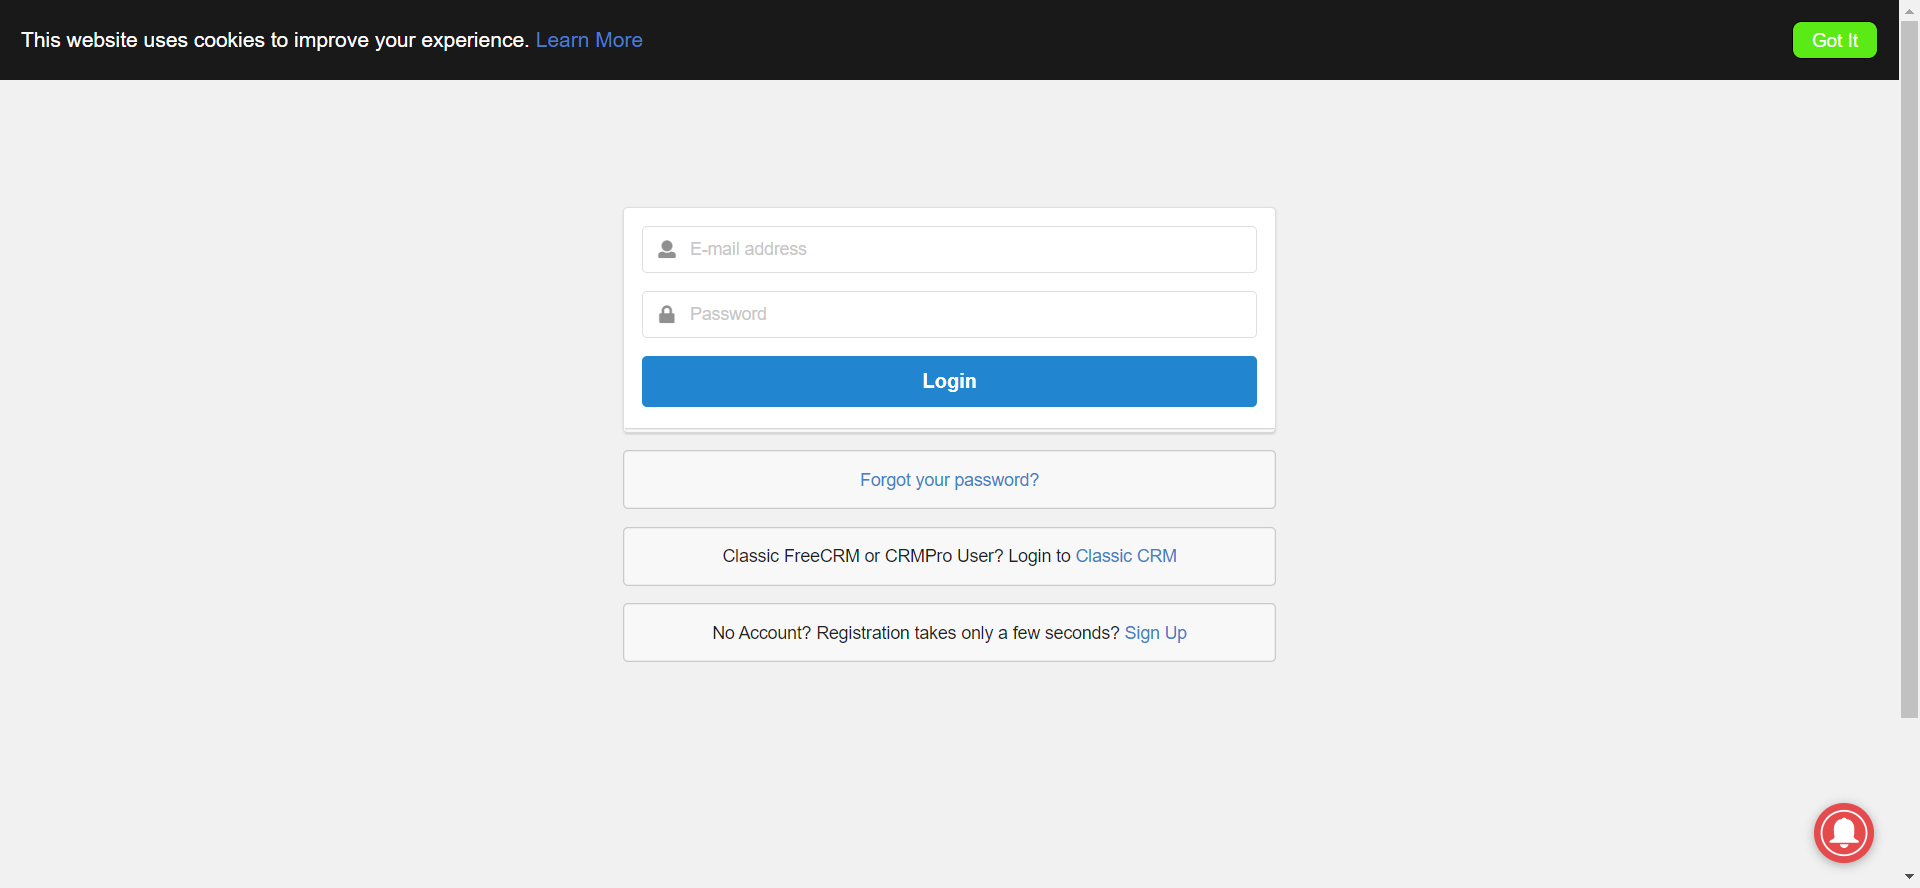 This website uses cookies to improve your experience. Learn More
Got It
E-mail address
Password
Login
Forgot your password?
Classic FreeCRM or CRMPro User? Login to Classic CRM
No Account? Registration takes only a few seconds? Sign Up